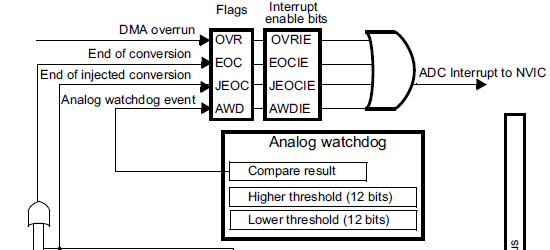 Flags
Interrupt
enable bits
DMA overrun
OVR
OVRIE
End of conversion
EOC
EOCIE
End of injected conversion
JEOC
JEOCIE
ADC Interrupt to NVIC
Analog watchdog event
AWD
AWDIE
Analog watchdog
Compare result
Higher threshold (12 bits)
Lower threshold (12 bits)